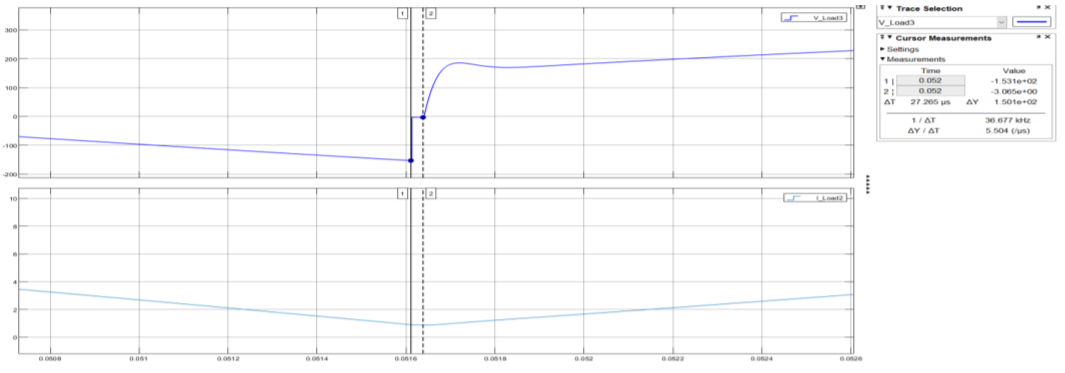 1 2
V_Load3
300
200
100
0
-100
-200
1 2
I_Load2
10
8
6
4
2
0
0.0508 0.051 0.0512 0.0514 0.0516 0.0518 0.052 0.0522 0.0524 0.0526
Trace Selection
V_Load3
Cursor Measurements
Settings
Measurements
Time Value
1 | 0.052 -1.531e+02
2 | 0.052 -3.065e+00
ΔT 27.265 µs ΔY 1.501e+02
1 / ΔT 36.677 kHz
ΔY / ΔT 5.504 (/µs)